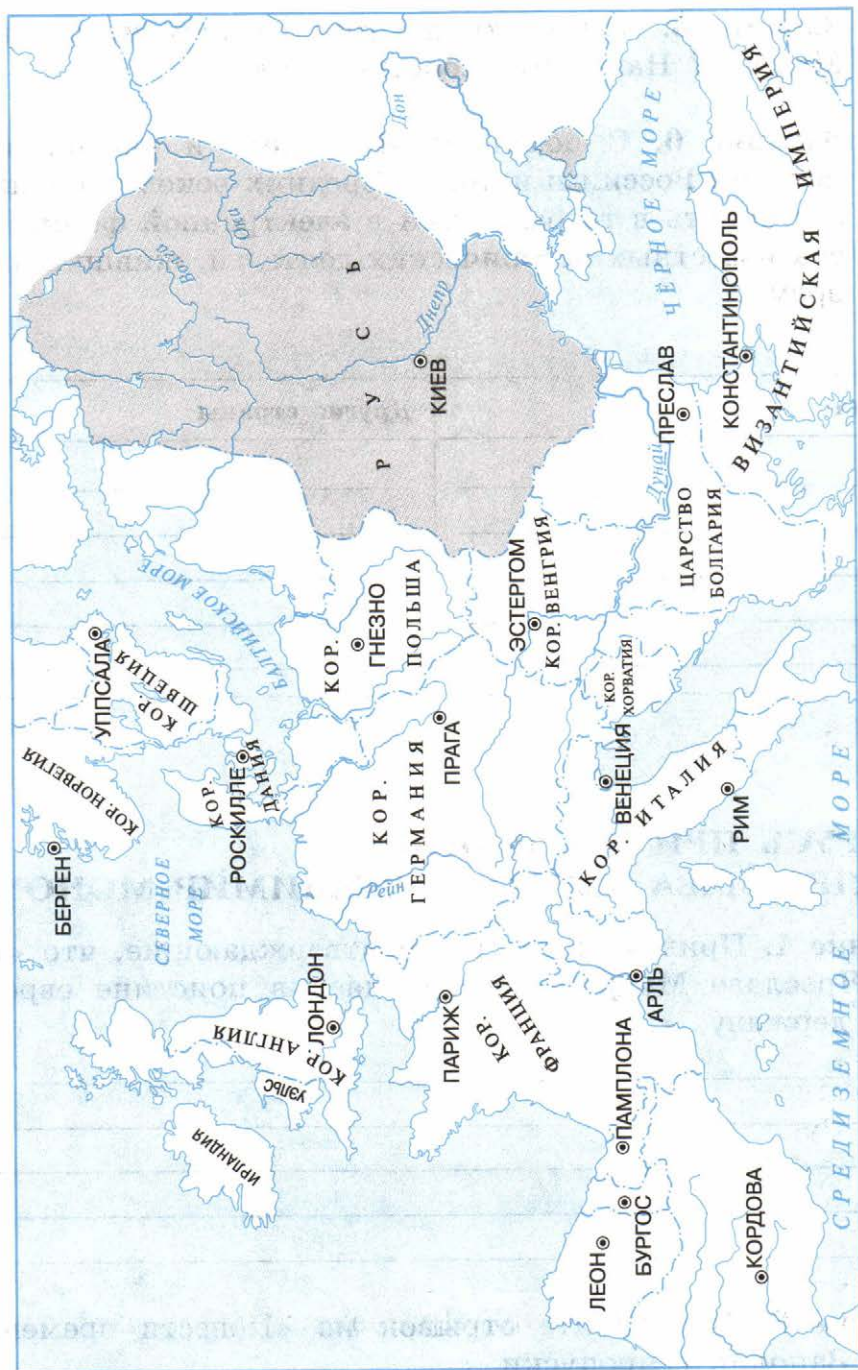 БЕРГЕН
КОР. НОРВЕГИЯ
УППСАЛА
КОР.
ШВЕЦИЯ
БАЛТИЙСКОЕ МОРЕ
СЕВЕРНОЕ
МОРЕ
КОР.
ДАНИЯ
РОСКИЛЛЕ
ИРЛАНДИЯ
УЭЛЬС
КОР. АНГЛИЯ
ЛОНДОН
Волга
Ока
Дон
Р У С Ь
Днепр
КИЕВ
КОР.
ГНЕЗНО
ПОЛЬША
КОР.
ГЕРМАНИЯ
Рейн
ПРАГА
ПАРИЖ
КОР.
ФРАНЦИЯ
ЭСТЕРГОМ
КОР. ВЕНГРИЯ
КОР.
ХОРВАТИЯ
ВЕНЕЦИЯ
КОР. ИТАЛИЯ
РИМ
АРЛЬ
ПАМПЛОНА
ЛЕОН
БУРГОС
КОРДОВА
Дунай
ПРЕСЛАВ
ЦАРСТВО
БОЛГАРИЯ
ЧЁРНОЕ МОРЕ
КОНСТАНТИНОПОЛЬ
ВИЗАНТИЙСКАЯ ИМПЕРИЯ
СРЕДИЗЕМНОЕ МОРЕ